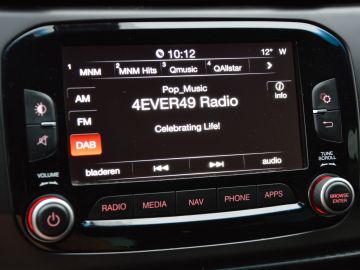 10:12 12° W
1 MNM 2 MNM Hits 3 Qmusic 4 QAllstar >
Pop_Music
AM 4EVER49 Radio i
info
FM
Celebrating Life!
DAB
bladeren |◄◄ ►►| audio
VOLUME TUNE
SCROLL
RADIO MEDIA NAV PHONE APPS
BROWSE
ENTER